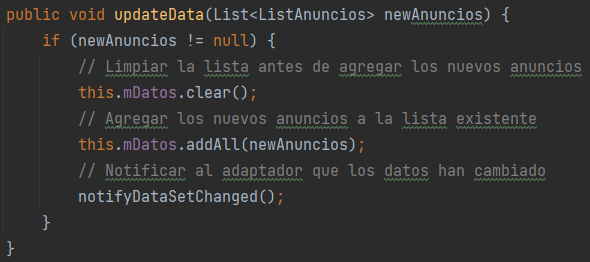 public void updateData(List<ListAnuncios> newAnuncios) {
    if (newAnuncios != null) {
        // Limpiar la lista antes de agregar los nuevos anuncios
        this.mDatos.clear();
        // Agregar los nuevos anuncios a la lista existente
        this.mDatos.addAll(newAnuncios);
        // Notificar al adaptador que los datos han cambiado
        notifyDataSetChanged();
    }
}